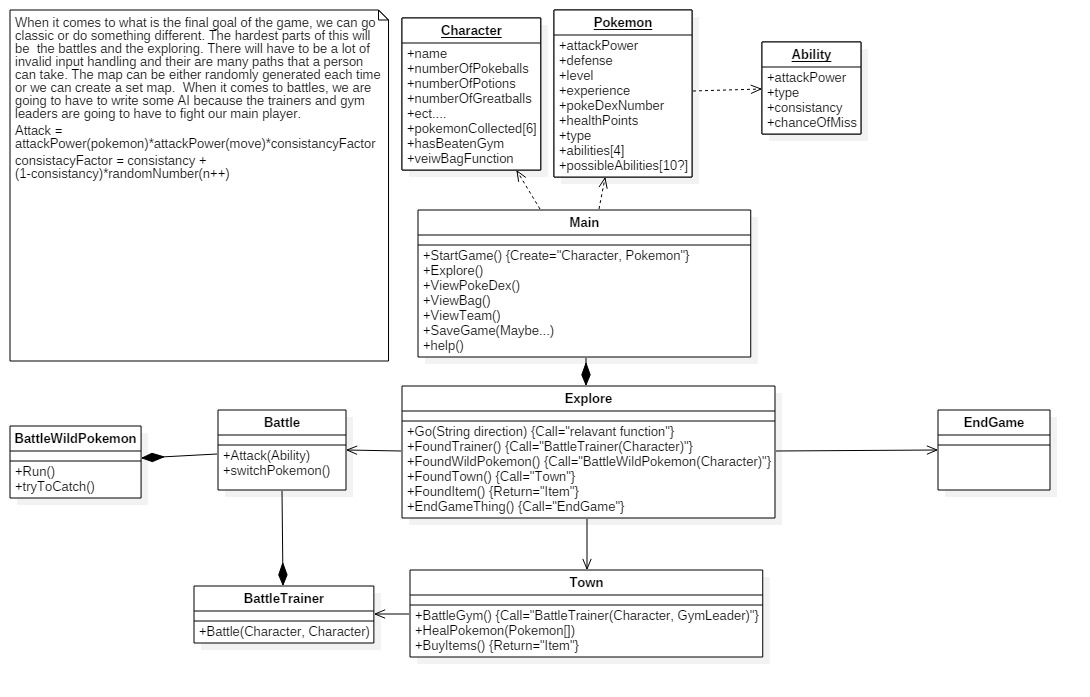 When it comes to what is the final goal of the game, we can go
classic or do something different. The hardest parts of this will
be  the battles and the exploring. There will have to be a lot of
invalid input handling and their are many paths that a person
can take. The map can be either randomly generated each time
or we can create a set map.  When it comes to battles, we are
going to have to write some AI because the trainers and gym
leaders are going to have to fight our main player.
Attack =
attackPower(pokemon)*attackPower(move)*consistancyFactor
consistacyFactor = consistancy +
(1-consistancy)*randomNumber(n++)
Character
+name
+numberOfPokeballs
+numberOfPotions
+numberOfGreatballs
+ect....
+pokemonCollected[6]
+hasBeatenGym
+veiwBagFunction
Pokemon
+attackPower
+defense
+level
+experience
+pokeDexNumber
+healthPoints
+type
+abilities[4]
+possibleAbilities[10?]
Ability
+attackPower
+type
+consistancy
+chanceOfMiss
Main
+StartGame() {Create="Character, Pokemon"}
+Explore()
+ViewPokeDex()
+ViewBag()
+ViewTeam()
+SaveGame(Maybe...)
+help()
Explore
+Go(String direction) {Call="relavant function"}
+FoundTrainer() {Call="BattleTrainer(Character)"}
+FoundWildPokemon() {Call="BattleWildPokemon(Character)"}
+FoundTown() {Call="Town"}
+FoundItem() {Return="Item"}
+EndGameThing() {Call="EndGame"}
EndGame
Battle
+Attack(Ability)
+switchPokemon()
BattleWildPokemon
+Run()
+tryToCatch()
BattleTrainer
+Battle(Character, Character)
Town
+BattleGym() {Call="BattleTrainer(Character, GymLeader)"}
+HealPokemon(Pokemon[])
+BuyItems() {Return="Item"}